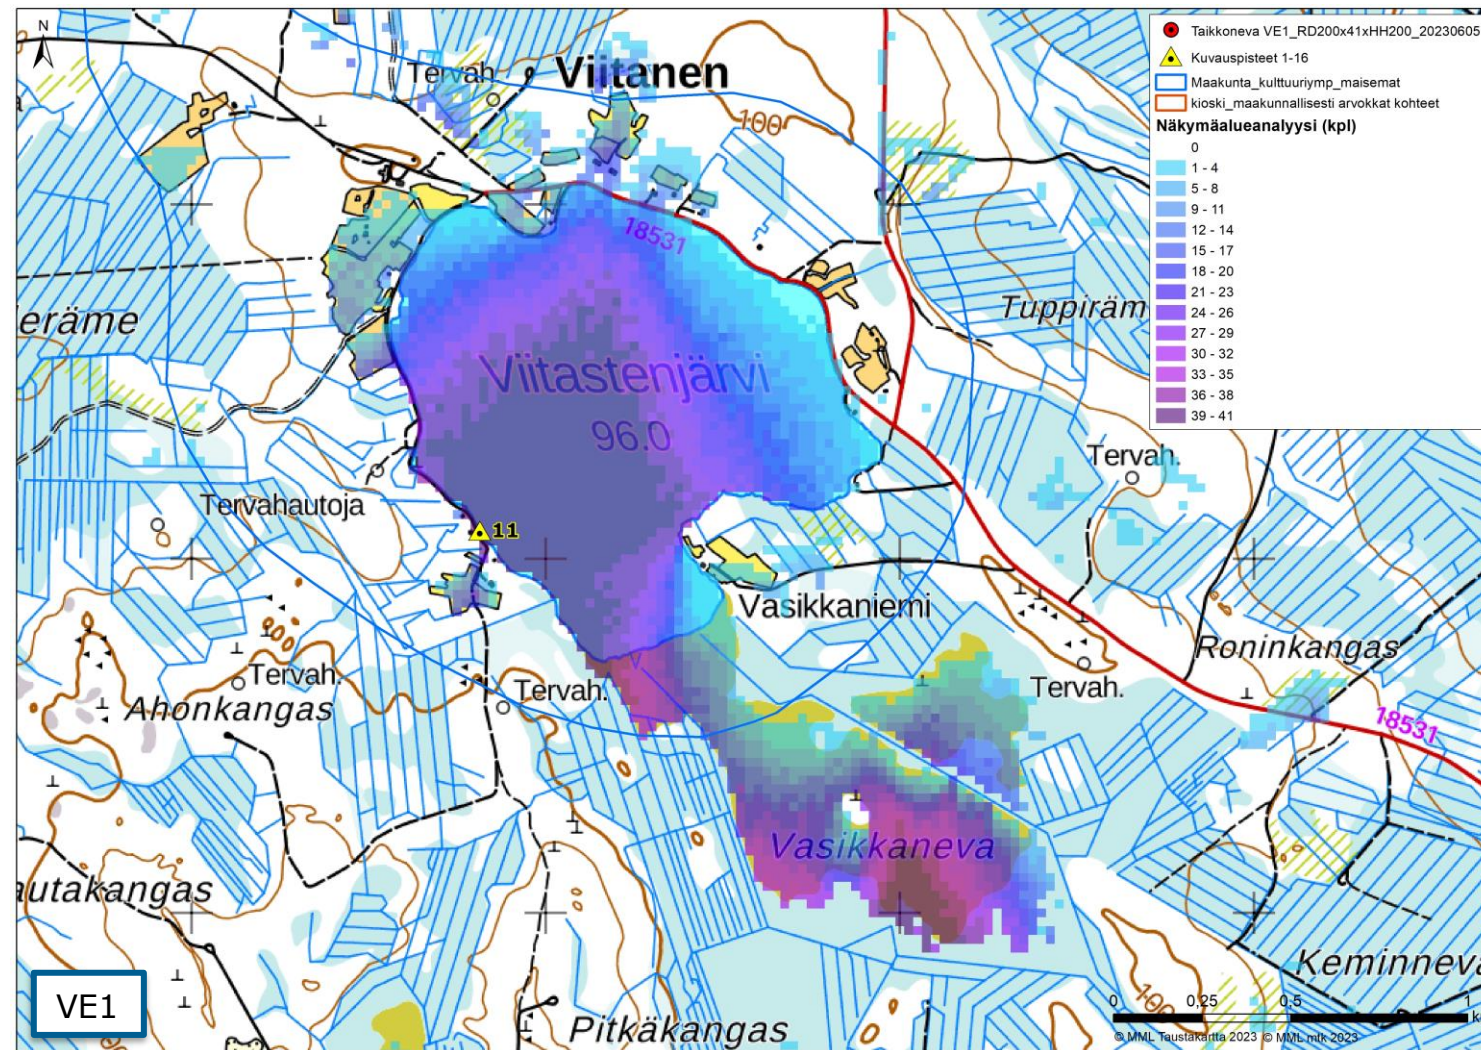 N
Taikkoneva VE1_RD200x41xHH200_20230605
Kuvauspisteet 1-16
Maakunta_kulttuuriymp_maisemat
kioski_maakunnallisesti arvokkat kohteet
Näkymäalueanalyysi (kpl)
0
1 - 4
5 - 8
9 - 11
12 - 14
15 - 17
18 - 20
21 - 23
24 - 26
27 - 29
30 - 32
33 - 35
36 - 38
39 - 41
Tervah.
Viitanen
100
18531
eräme
Tuppiräm
Viitastenjärvi
96.0
Tervah.
Tervahautoja
11
Vasikkaniemi
Roninkangas
Tervah.
Tervah.
Tervah.
Ahonkangas
18531
Vasikkaneva
autakangas
Keminneva
VE1
Pitkäkangas
100
0 0,25 0,5 1
© MML Taustakartta 2023 © MML mtk 2023